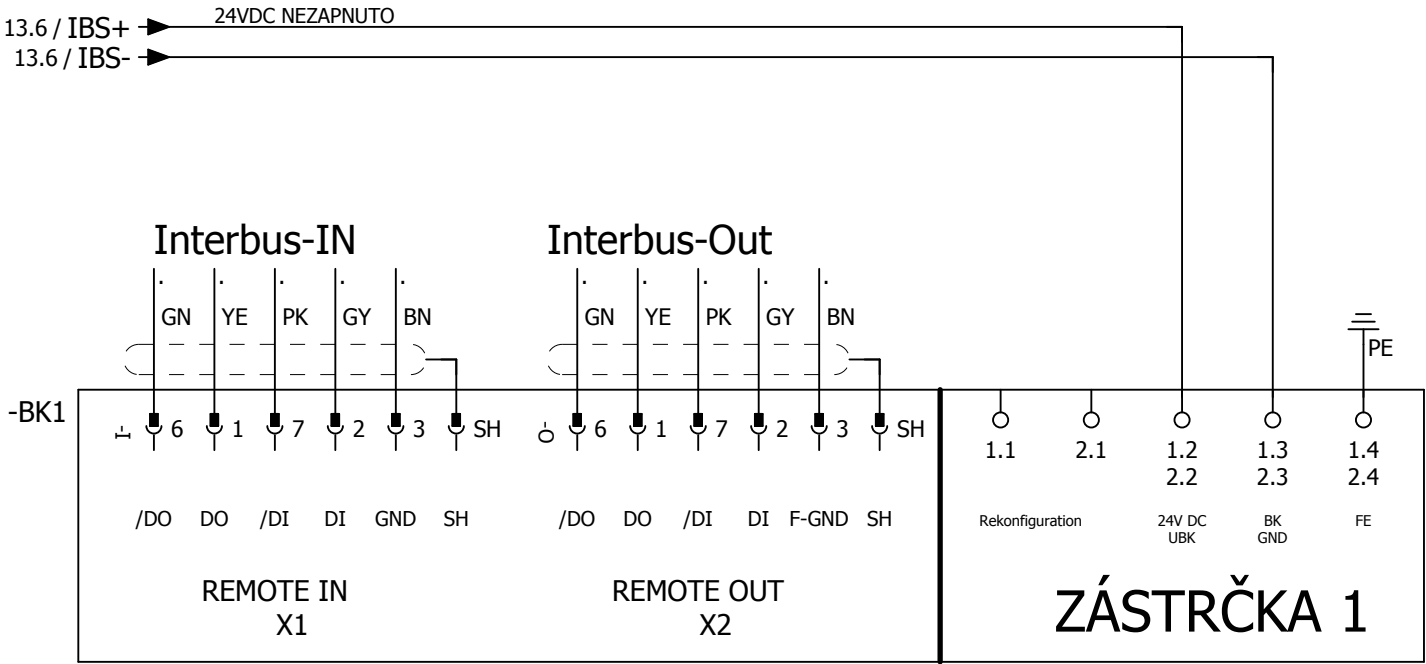 24VDC NEZAPNUTO
13.6 / IBS+
13.6 / IBS-
Interbus-IN Interbus-Out
. . . . . . . . . .
GN YE PK GY BN GN YE PK GY BN
PE
-BK1
I- 6 1 7 2 3 SH O- 6 1 7 2 3 SH
1.1 2.1 1.2 1.3 1.4
2.2 2.3 2.4
/DO DO /DI DI GND SH /DO DO /DI DI F-GND SH
Rekonfiguration 24V DC BK FE
UBK GND
REMOTE IN REMOTE OUT
X1 X2
ZÁSTRČKA 1